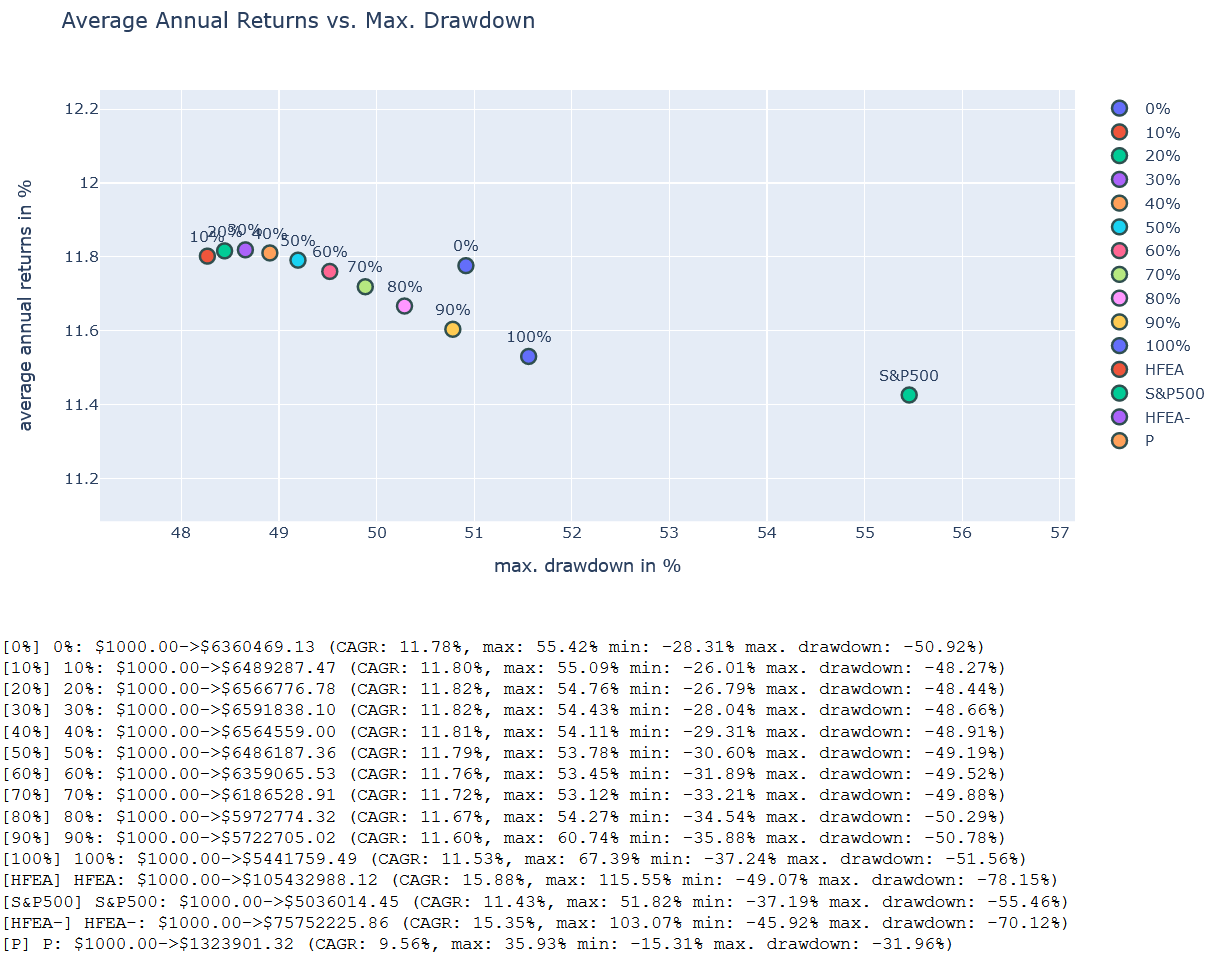 Average Annual Returns vs. Max. Drawdown
12.2
12
11.8
11.6
11.4
11.2
average annual returns in %
10%
20%
30%
40%
50%
60%
70%
80%
90%
0%
100%
S&P500
48
49
50
51
52
53
54
55
56
57
max. drawdown in %
0%
10%
20%
30%
40%
50%
60%
70%
80%
90%
100%
HFEA
S&P500
HFEA-
P
[0%] 0%: $1000.00->$6360469.13 (CAGR: 11.78%, max: 55.42% min: -28.31% max. drawdown: -50.92%)
[10%] 10%: $1000.00->$6489287.47 (CAGR: 11.80%, max: 55.09% min: -26.01% max. drawdown: -48.27%)
[20%] 20%: $1000.00->$6566776.78 (CAGR: 11.82%, max: 54.76% min: -26.79% max. drawdown: -48.44%)
[30%] 30%: $1000.00->$6591838.10 (CAGR: 11.82%, max: 54.43% min: -28.04% max. drawdown: -48.66%)
[40%] 40%: $1000.00->$6564559.00 (CAGR: 11.81%, max: 54.11% min: -29.31% max. drawdown: -48.91%)
[50%] 50%: $1000.00->$6486187.36 (CAGR: 11.79%, max: 53.78% min: -30.60% max. drawdown: -49.19%)
[60%] 60%: $1000.00->$6359065.53 (CAGR: 11.76%, max: 53.45% min: -31.89% max. drawdown: -49.52%)
[70%] 70%: $1000.00->$6186528.91 (CAGR: 11.72%, max: 53.12% min: -33.21% max. drawdown: -49.88%)
[80%] 80%: $1000.00->$5972774.32 (CAGR: 11.67%, max: 54.27% min: -34.54% max. drawdown: -50.29%)
[90%] 90%: $1000.00->$5722705.02 (CAGR: 11.60%, max: 60.74% min: -35.88% max. drawdown: -50.78%)
[100%] 100%: $1000.00->$5441759.49 (CAGR: 11.53%, max: 67.39% min: -37.24% max. drawdown: -51.56%)
[HFEA] HFEA: $1000.00->$105432988.12 (CAGR: 15.88%, max: 115.55% min: -49.07% max. drawdown: -78.15%)
[S&P500] S&P500: $1000.00->$5036014.45 (CAGR: 11.43%, max: 51.82% min: -37.19% max. drawdown: -55.46%)
[HFEA-] HFEA-: $1000.00->$75752225.86 (CAGR: 15.35%, max: 103.07% min: -45.92% max. drawdown: -70.12%)
[P] P: $1000.00->$1323901.32 (CAGR: 9.56%, max: 35.93% min: -15.31% max. drawdown: -31.96%)